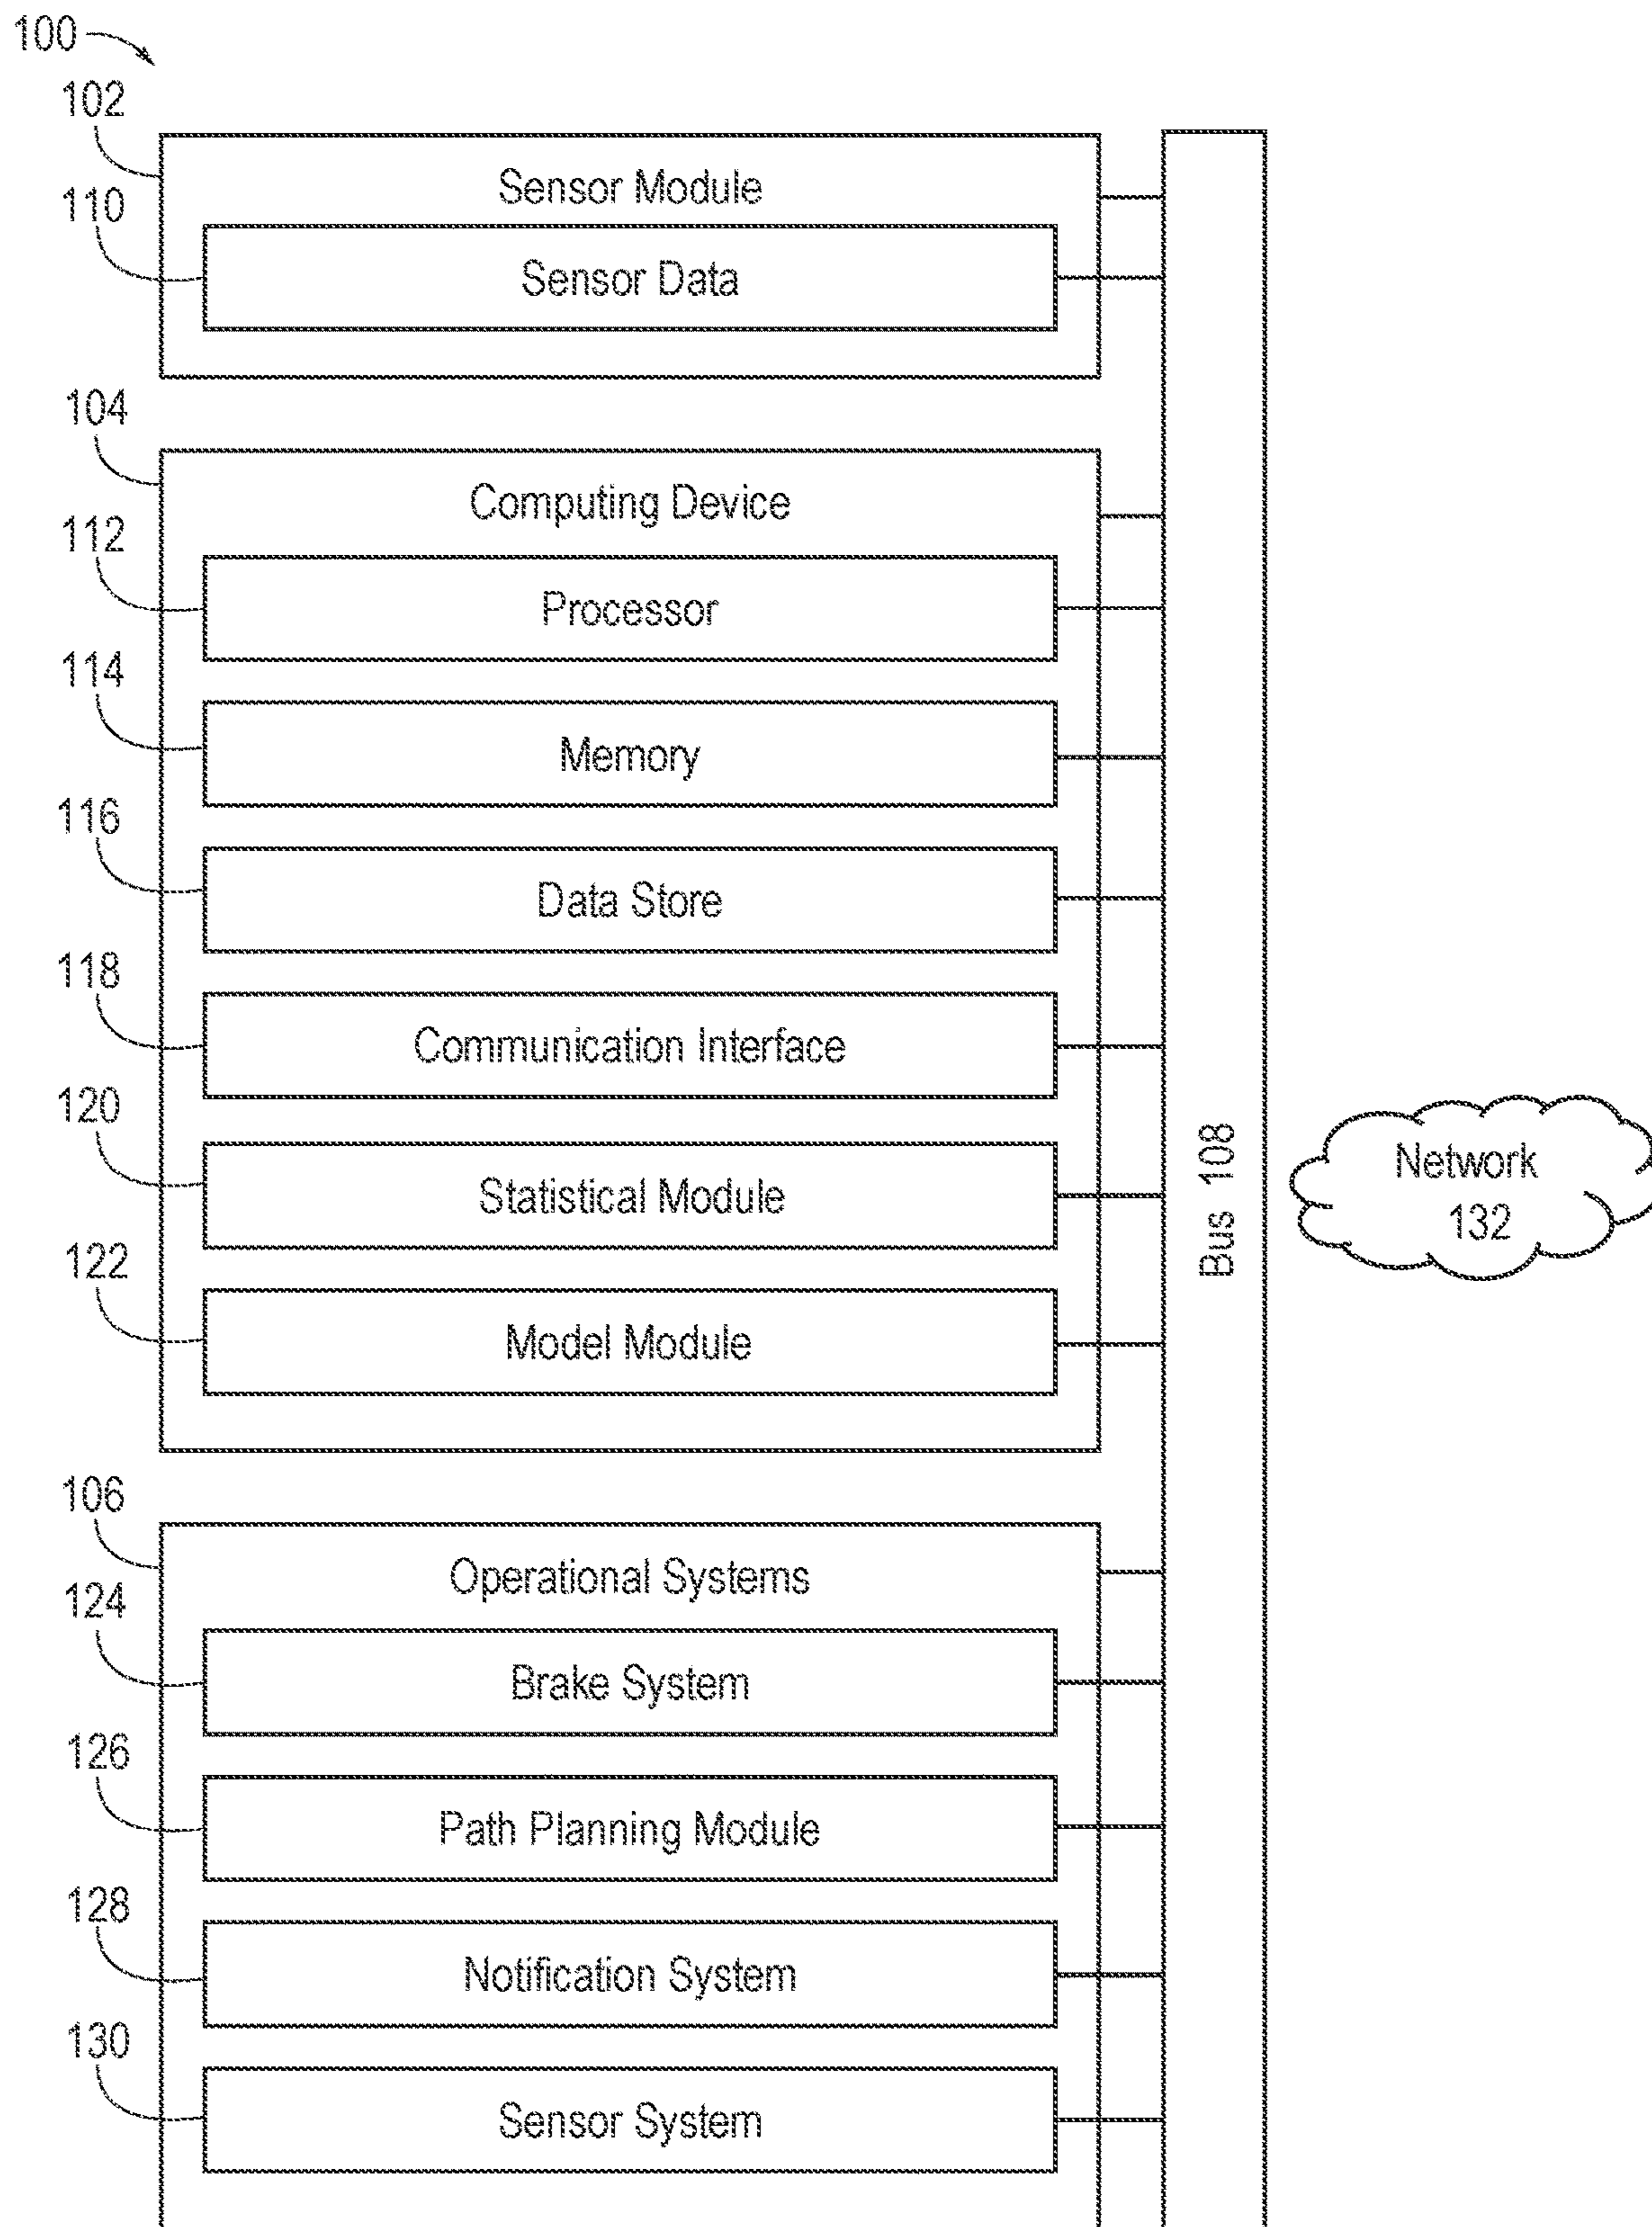 100
102
Sensor Module
110
Sensor Data
104
Computing Device
112
Processor
114
Memory
116
Data Store
118
Communication Interface
120
Statistical Module
122
Model Module
106
Operational Systems
124
Brake System
126
Path Planning Module
128
Notification System
130
Sensor System
Bus 108
Network
132